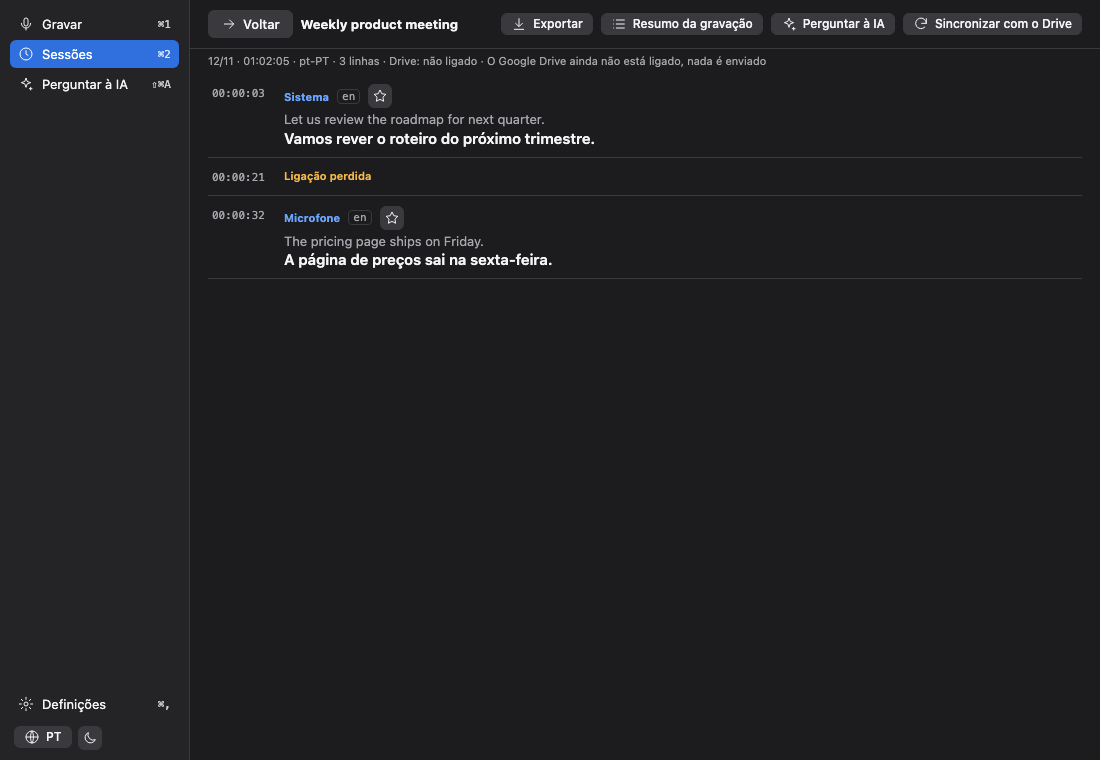 Gravar ⌘1
Sessões ⌘2
Perguntar à IA ⇧⌘A
Definições ⌘,
PT
Voltar Weekly product meeting Exportar Resumo da gravação Perguntar à IA Sincronizar com o Drive
12/11 · 01:02:05 · pt-PT · 3 linhas · Drive: não ligado · O Google Drive ainda não está ligado, nada é enviado
00:00:03 Sistema en
Let us review the roadmap for next quarter.
Vamos rever o roteiro do próximo trimestre.
00:00:21 Ligação perdida
00:00:32 Microfone en
The pricing page ships on Friday.
A página de preços sai na sexta-feira.